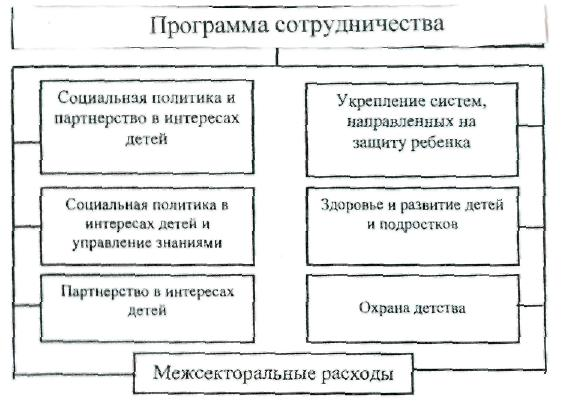 Программа сотрудничества
Социальная политика и
партнерство в интересах
детей
Укрепление систем,
направленных на
защиту ребенка
Социальная политика в
интересах детей и
управление знаниями
Здоровье и развитие детей
и подростков
Партнерство в интересах
детей
Охрана детства
Межсекторальные расходы